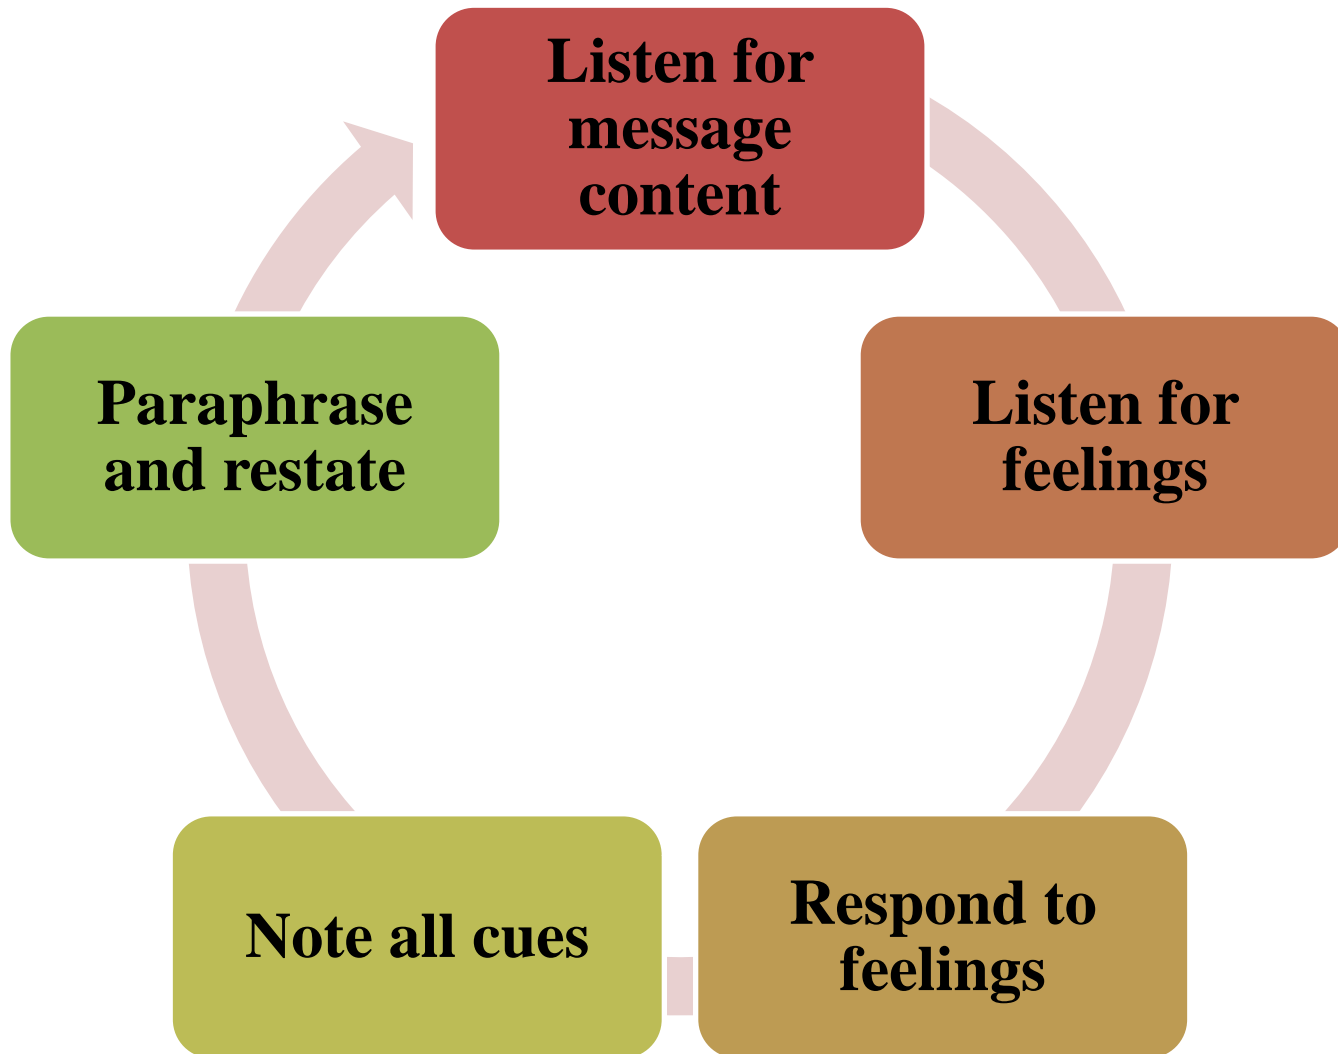 Listen for
message
content
Listen for
feelings
Respond to
feelings
Note all cues
Paraphrase
and restate